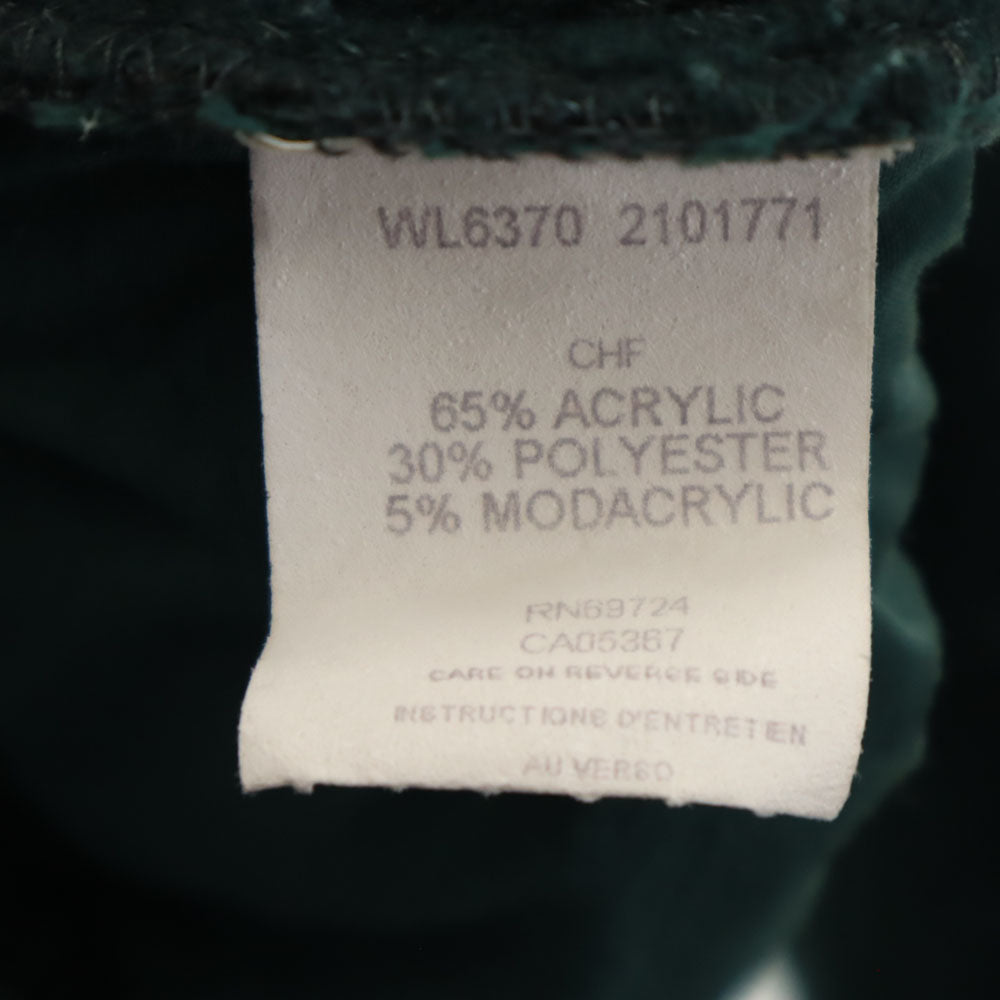 WL6370 2101771
CHF
65% ACRYLIC
30% POLYESTER
5% MODACRYLIC
RN69724
CA05367
CARE ON REVERSE SIDE
INSTRUCTIONS D'ENTRETIEN
AU VERSO